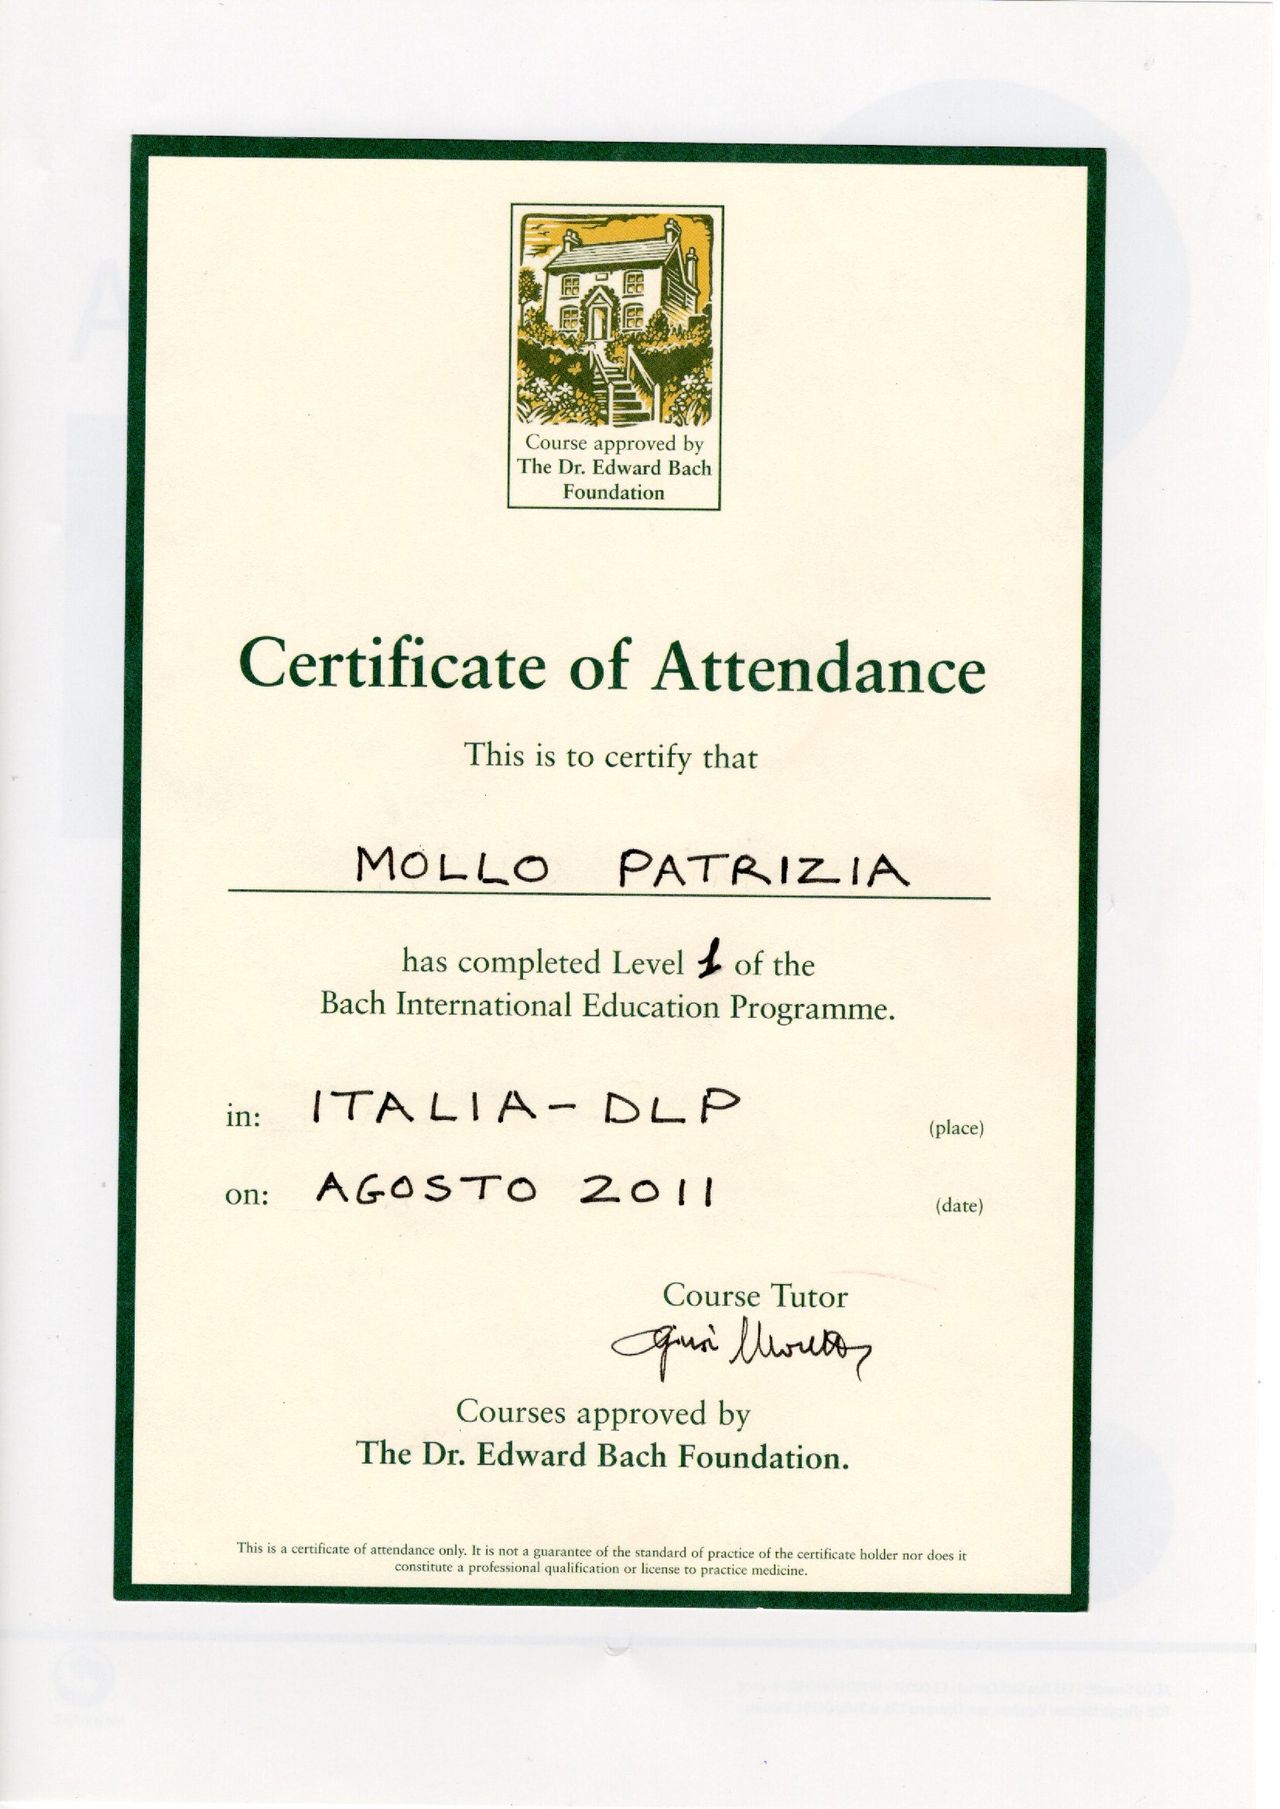 Course approved by
The Dr. Edward Bach
Foundation
Certificate of Attendance
This is to certify that
MOLLO PATRIZIA
has completed Level 1 of the
Bach International Education Programme.
in: ITALIA-DLP (place)
on: AGOSTO 2011 (date)
Course Tutor
Courses approved by
The Dr. Edward Bach Foundation.
This is a certificate of attendance only. It is not a guarantee of the standard of practice of the certificate holder nor does it
constitute a professional qualification or license to practice medicine.